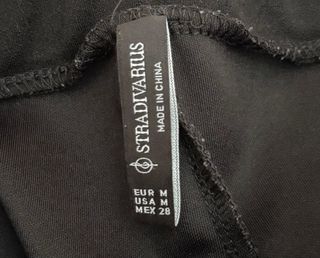 STRADIVARIUS
MADE IN CHINA
EUR M
USA M
MEX 28